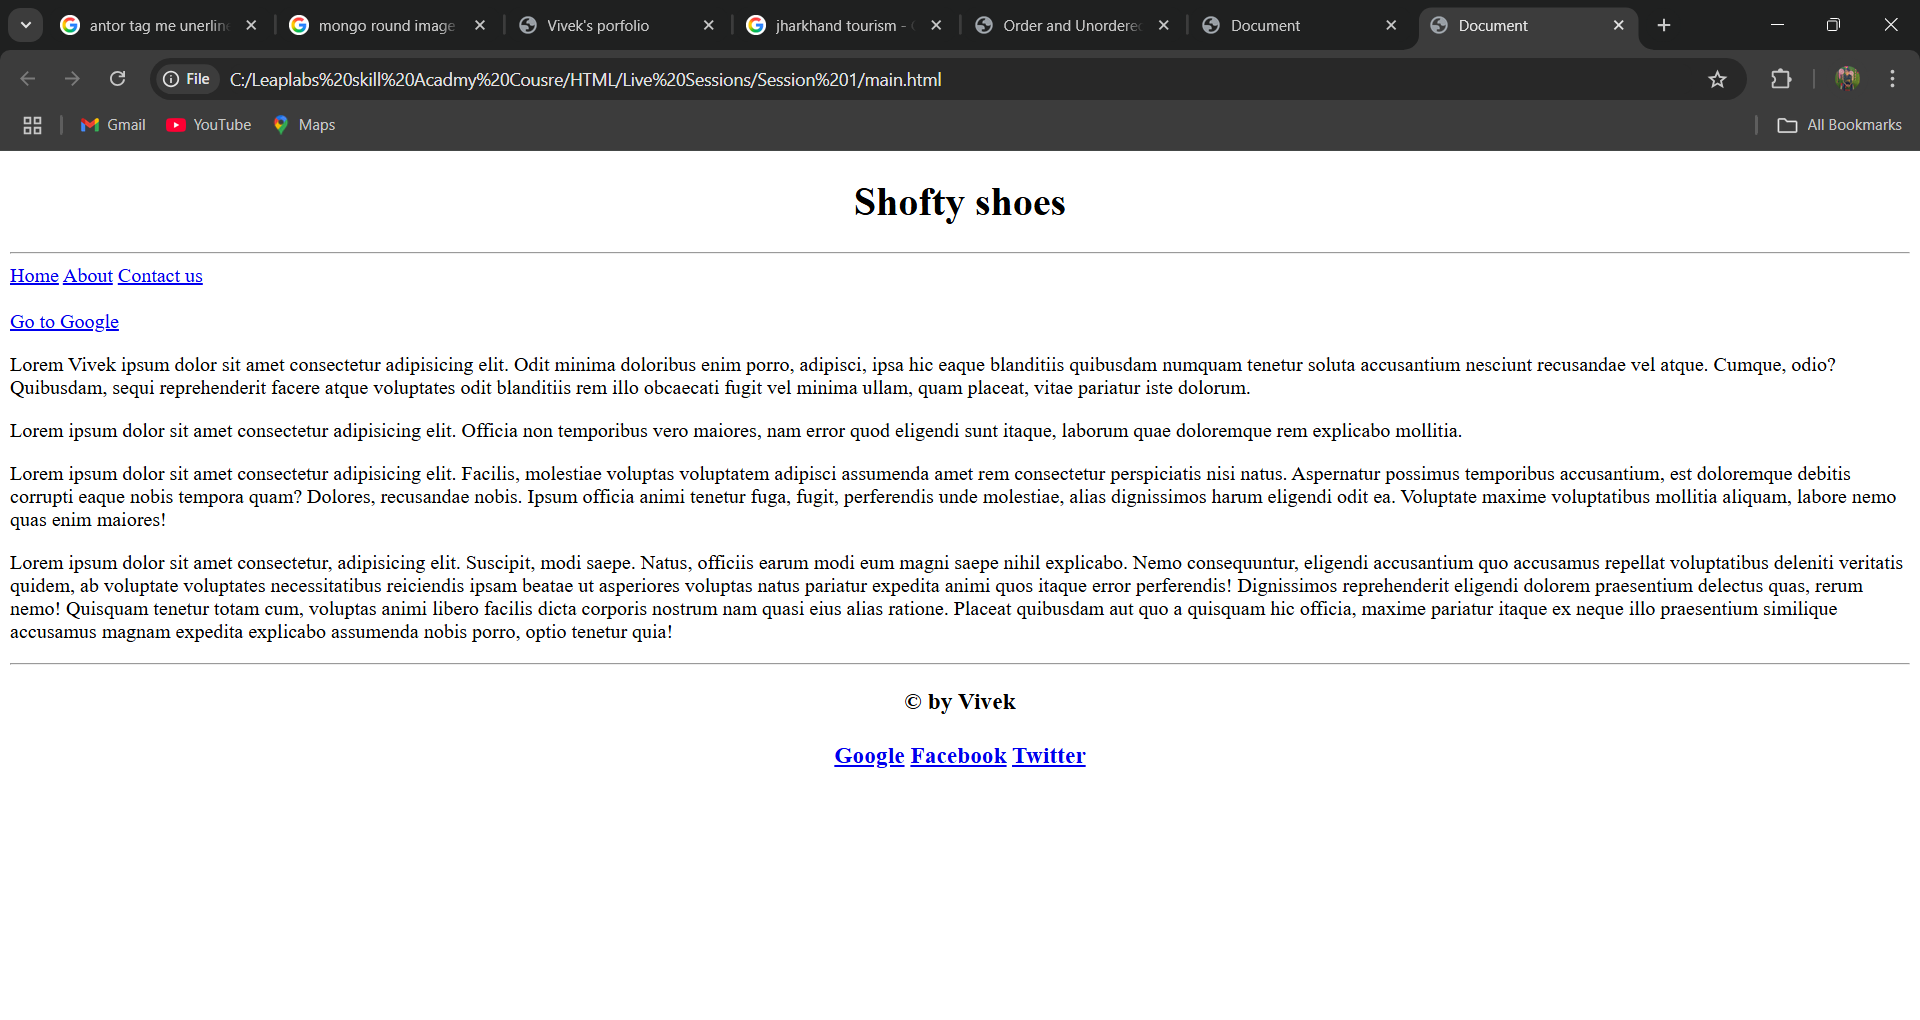 antor tag me unerline
mongo round image
Vivek's porfolio
jharkhand tourism -
Order and Unordered
Document
Document
File
C:/Leaplabs%20skill%20Acadmy%20Cousre/HTML/Live%20Sessions/Session%201/main.html
Gmail
YouTube
Maps
All Bookmarks
Shofty shoes
Home About Contact us
Go to Google
Lorem Vivek ipsum dolor sit amet consectetur adipisicing elit. Odit minima doloribus enim porro, adipisci, ipsa hic eaque blanditiis quibusdam numquam tenetur soluta accusantium nesciunt recusandae vel atque. Cumque, odio?
Quibusdam, sequi reprehenderit facere atque voluptates odit blanditiis rem illo obcaecati fugit vel minima ullam, quam placeat, vitae pariatur iste dolorum.
Lorem ipsum dolor sit amet consectetur adipisicing elit. Officia non temporibus vero maiores, nam error quod eligendi sunt itaque, laborum quae doloremque rem explicabo mollitia.
Lorem ipsum dolor sit amet consectetur adipisicing elit. Facilis, molestiae voluptas voluptatem adipisci assumenda amet rem consectetur perspiciatis nisi natus. Aspernatur possimus temporibus accusantium, est doloremque debitis
corrupti eaque nobis tempora quam? Dolores, recusandae nobis. Ipsum officia animi tenetur fuga, fugit, perferendis unde molestiae, alias dignissimos harum eligendi odit ea. Voluptate maxime voluptatibus mollitia aliquam, labore nemo
quas enim maiores!
Lorem ipsum dolor sit amet consectetur, adipisicing elit. Suscipit, modi saepe. Natus, officiis earum modi eum magni saepe nihil explicabo. Nemo consequuntur, eligendi accusantium quo accusamus repellat voluptatibus deleniti veritatis
quidem, ab voluptate voluptates necessitatibus reiciendis ipsam beatae ut asperiores voluptas natus pariatur expedita animi quos itaque error perferendis! Dignissimos reprehenderit eligendi dolorem praesentium delectus quas, rerum
nemo! Quisquam tenetur totam cum, voluptas animi libero facilis dicta corporis nostrum nam quasi eius alias ratione. Placeat quibusdam aut quo a quisquam hic officia, maxime pariatur itaque ex neque illo praesentium similique
accusamus magnam expedita explicabo assumenda nobis porro, optio tenetur quia!
© by Vivek
Google Facebook Twitter